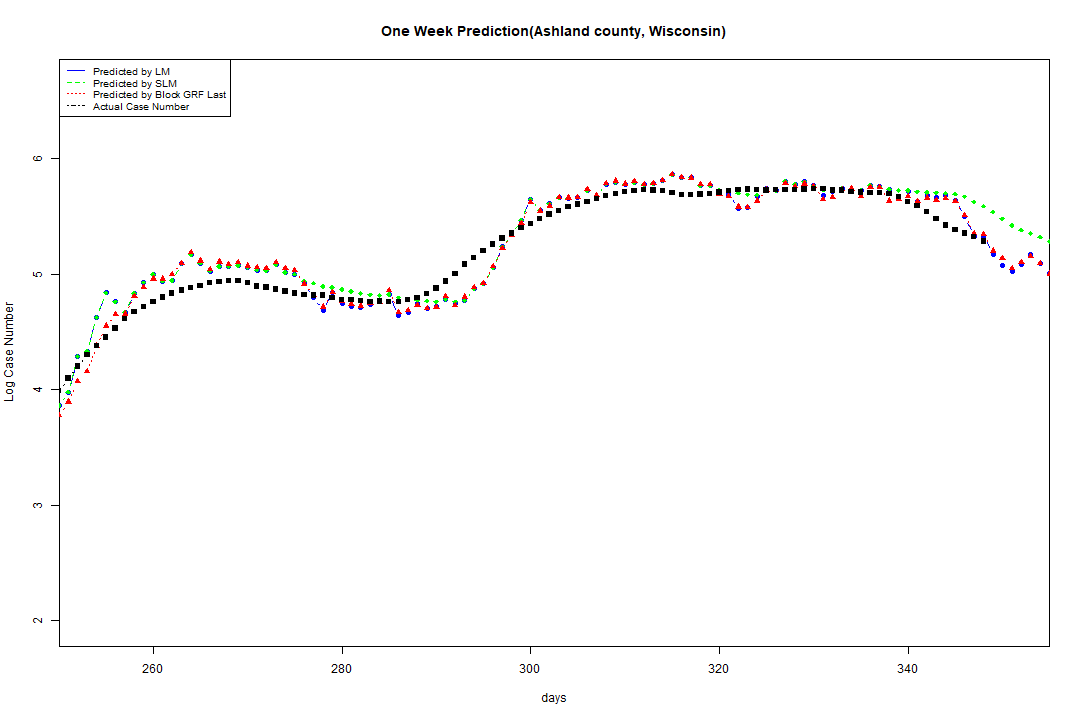 One Week Prediction(Ashland county, Wisconsin)
Predicted by LM
Predicted by SLM
Predicted by Block GRF Last
Actual Case Number
6
5
4
3
2
Log Case Number
260 280 300 320 340
days